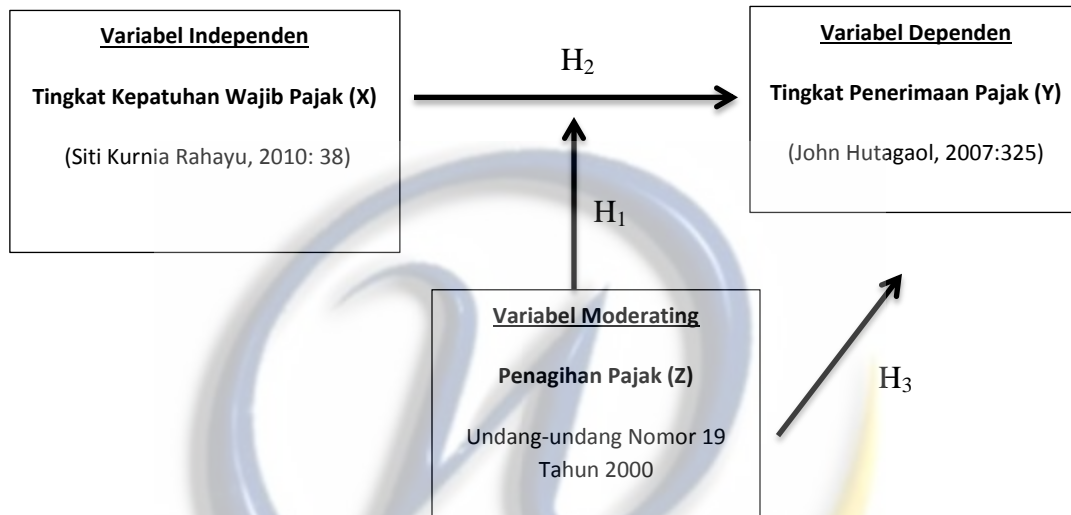 Variabel Independen
Tingkat Kepatuhan Wajib Pajak (X)
(Siti Kurnia Rahayu, 2010: 38)
H2
Variabel Dependen
Tingkat Penerimaan Pajak (Y)
(John Hutagaol, 2007:325)
H1
Variabel Moderating
Penagihan Pajak (Z)
Undang-undang Nomor 19
Tahun 2000
H3